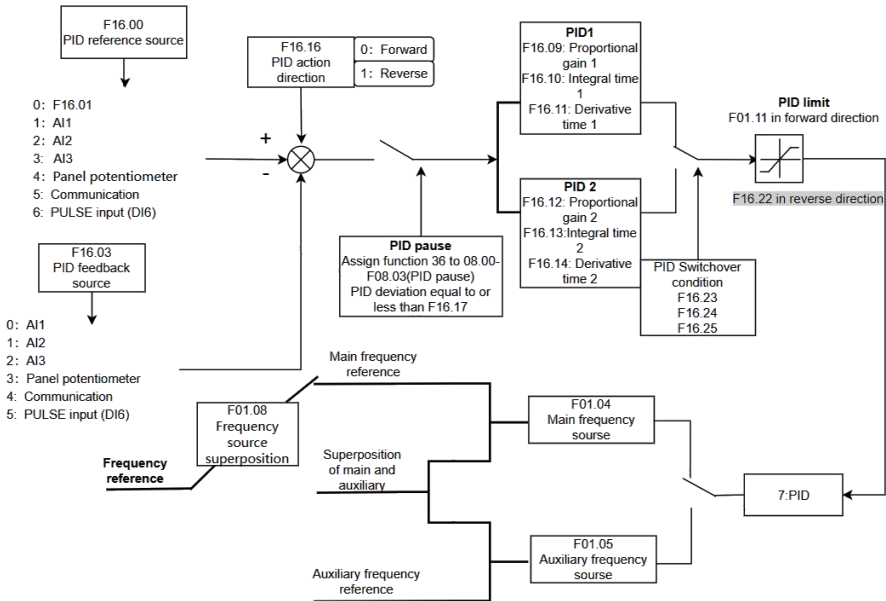 F16.00
PID reference source
0: F16.01
1: AI1
2: AI2
3: AI3
4: Panel potentiometer
5: Communication
6: PULSE input (DI6)
F16.03
PID feedback
source
0: AI1
1: AI2
2: AI3
3: Panel potentiometer
4: Communication
5: PULSE input (DI6)
F16.16
PID action
direction
0: Forward
1: Reverse
+
-
PID pause
Assign function 36 to 08.00-
F08.03(PID pause)
PID deviation equal to or
less than F16.17
PID1
F16.09: Proportional
gain 1
F16.10: Integral time
1
F16.11: Derivative
time 1
PID 2
F16.12: Proportional
gain 2
F16.13:Integral time
2
F16.14: Derivative
time 2
PID Switchover
condition
F16.23
F16.24
F16.25
PID limit
F01.11 in forward direction
F16.22 in reverse direction
Main frequency
reference
F01.08
Frequency
source
superposition
Frequency
reference
Superposition
of main and
auxiliary
Auxiliary frequency
reference
F01.04
Main frequency
sourse
F01.05
Auxiliary frequency
sourse
7:PID